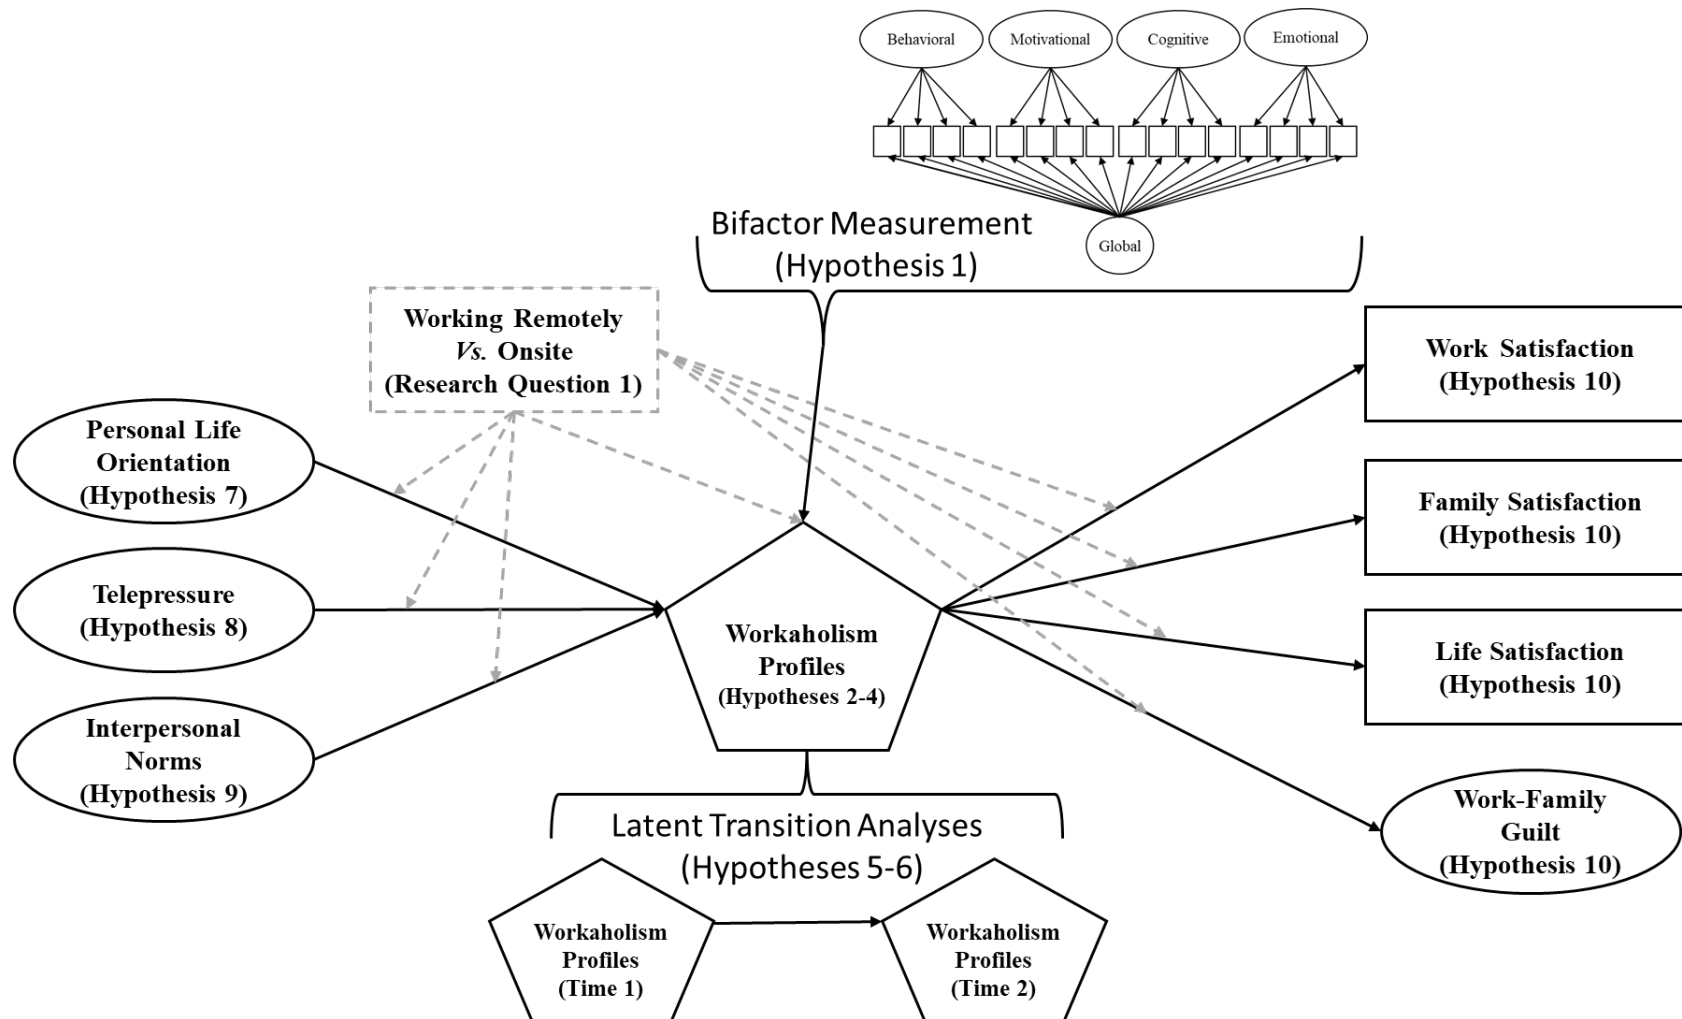 Behavioral
Motivational
Cognitive
Emotional
Global
Bifactor Measurement
(Hypothesis 1)
Working Remotely
Vs. Onsite
(Research Question 1)
Personal Life
Orientation
(Hypothesis 7)
Telepressure
(Hypothesis 8)
Interpersonal
Norms
(Hypothesis 9)
Workaholism
Profiles
(Hypotheses 2-4)
Work Satisfaction
(Hypothesis 10)
Family Satisfaction
(Hypothesis 10)
Life Satisfaction
(Hypothesis 10)
Work-Family
Guilt
(Hypothesis 10)
Latent Transition Analyses
(Hypotheses 5-6)
Workaholism
Profiles
(Time 1)
Workaholism
Profiles
(Time 2)